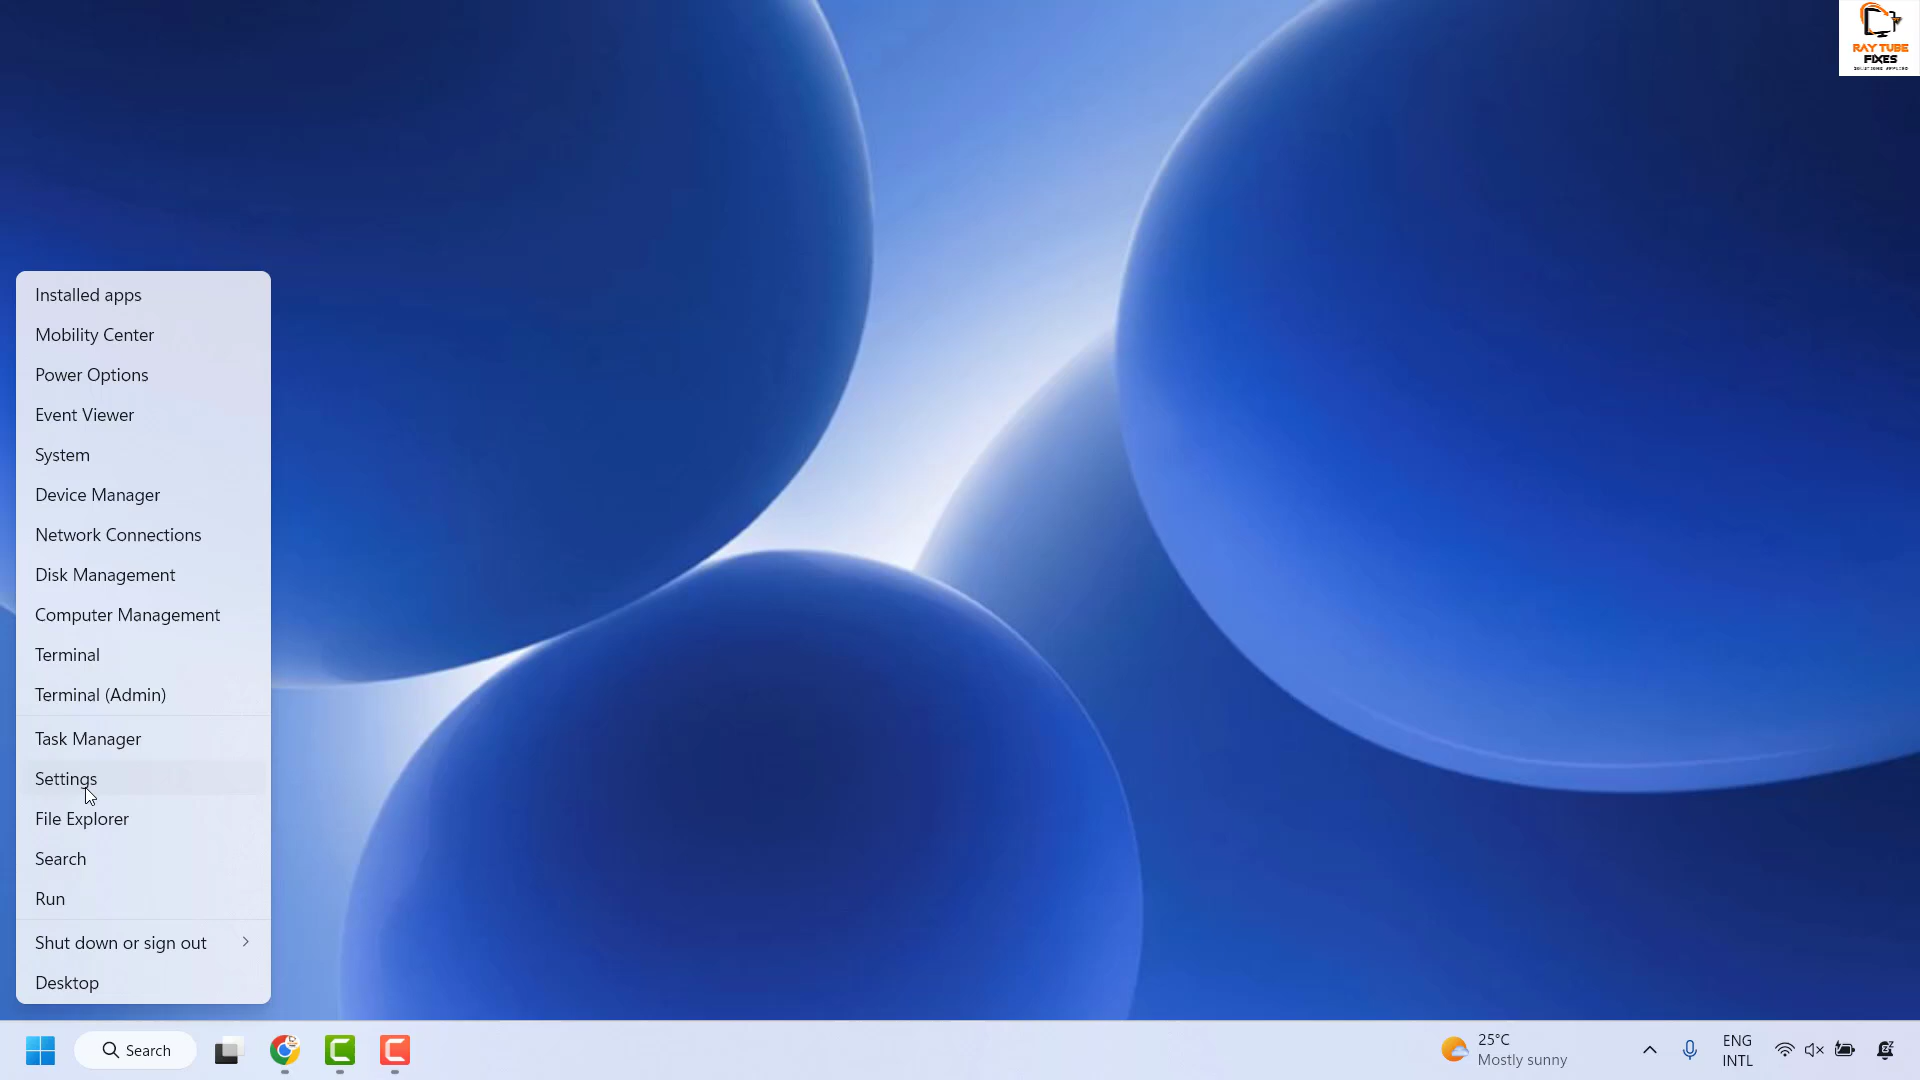 RAY TUBE
FIXES
Installed apps
Mobility Center
Power Options
Event Viewer
System
Device Manager
Network Connections
Disk Management
Computer Management
Terminal
Terminal (Admin)
Task Manager
Settings
File Explorer
Search
Run
Shut down or sign out
Desktop
Search
25°C
Mostly sunny
ENG
INTL